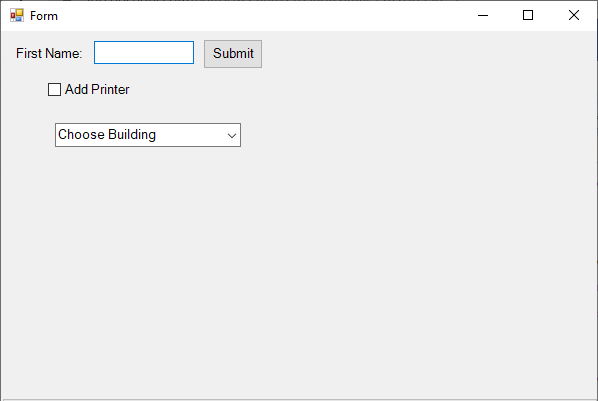 Form
First Name: Submit
Add Printer
Choose Building